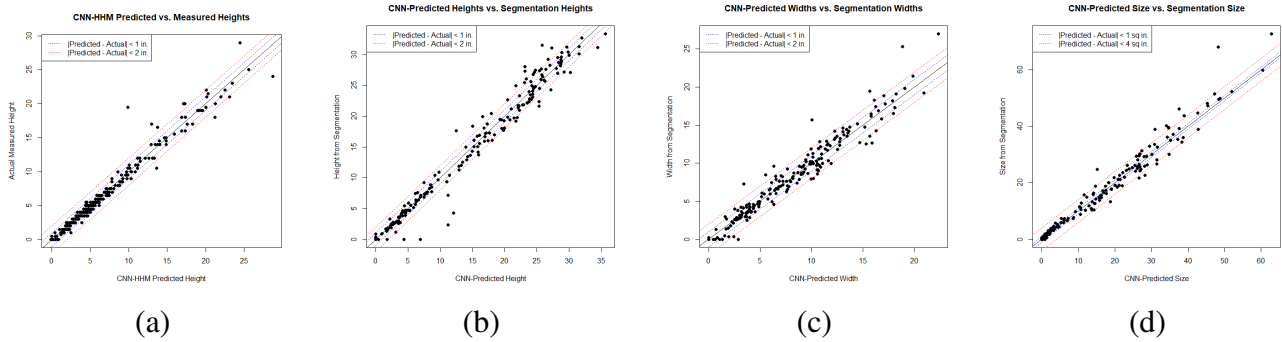 CNN-HHM Predicted vs. Measured Heights
|Predicted - Actual| < 1 in.
|Predicted - Actual| < 2 in.
Actual Measured Height
0 5 10 15 20 25 30
0 5 10 15 20 25
CNN-HHM Predicted Height
(a)
CNN-Predicted Heights vs. Segmentation Heights
|Predicted - Actual| < 1 in.
|Predicted - Actual| < 2 in.
Height from Segmentation
0 5 10 15 20 25 30
0 5 10 15 20 25 30 35
CNN-Predicted Height
(b)
CNN-Predicted Widths vs. Segmentation Widths
|Predicted - Actual| < 1 in.
|Predicted - Actual| < 2 in.
Width from Segmentation
0 5 10 15 20 25
0 5 10 15 20
CNN-Predicted Width
(c)
CNN-Predicted Size vs. Segmentation Size
|Predicted - Actual| < 1 sq in.
|Predicted - Actual| < 4 sq in.
Size from Segmentation
0 20 40 60
0 10 20 30 40 50 60
CNN-Predicted Size
(d)